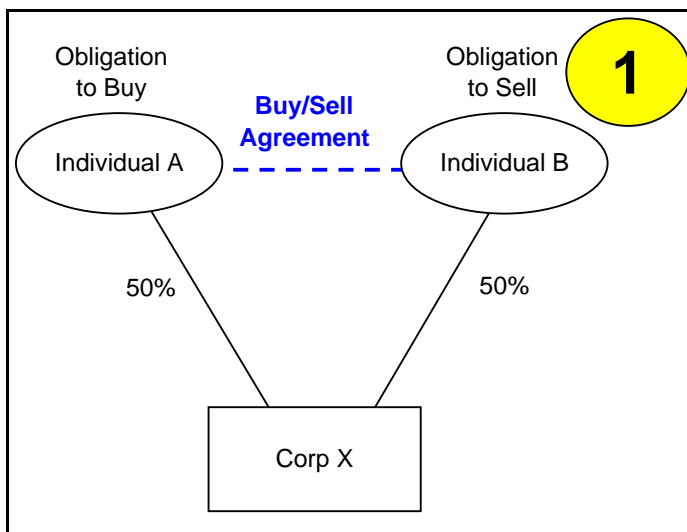 Obligation
to Buy
Obligation
to Sell
1
Buy/Sell
Agreement
Individual A
Individual B
50%
50%
Corp X